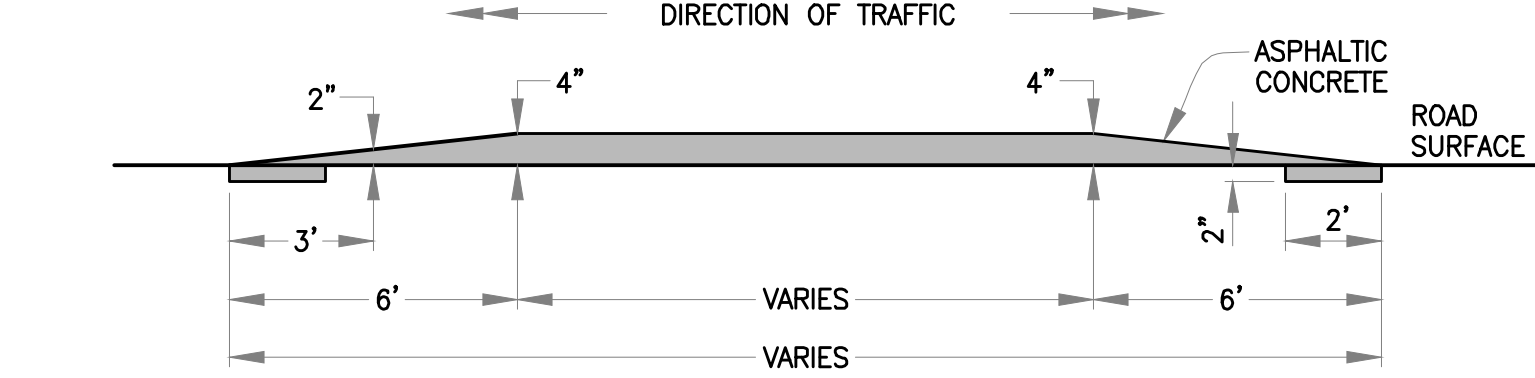 DIRECTION OF TRAFFIC
ASPHALTIC
CONCRETE
2”
4”
4”
ROAD
SURFACE
3’
2”
2’
6’
VARIES
6’
VARIES